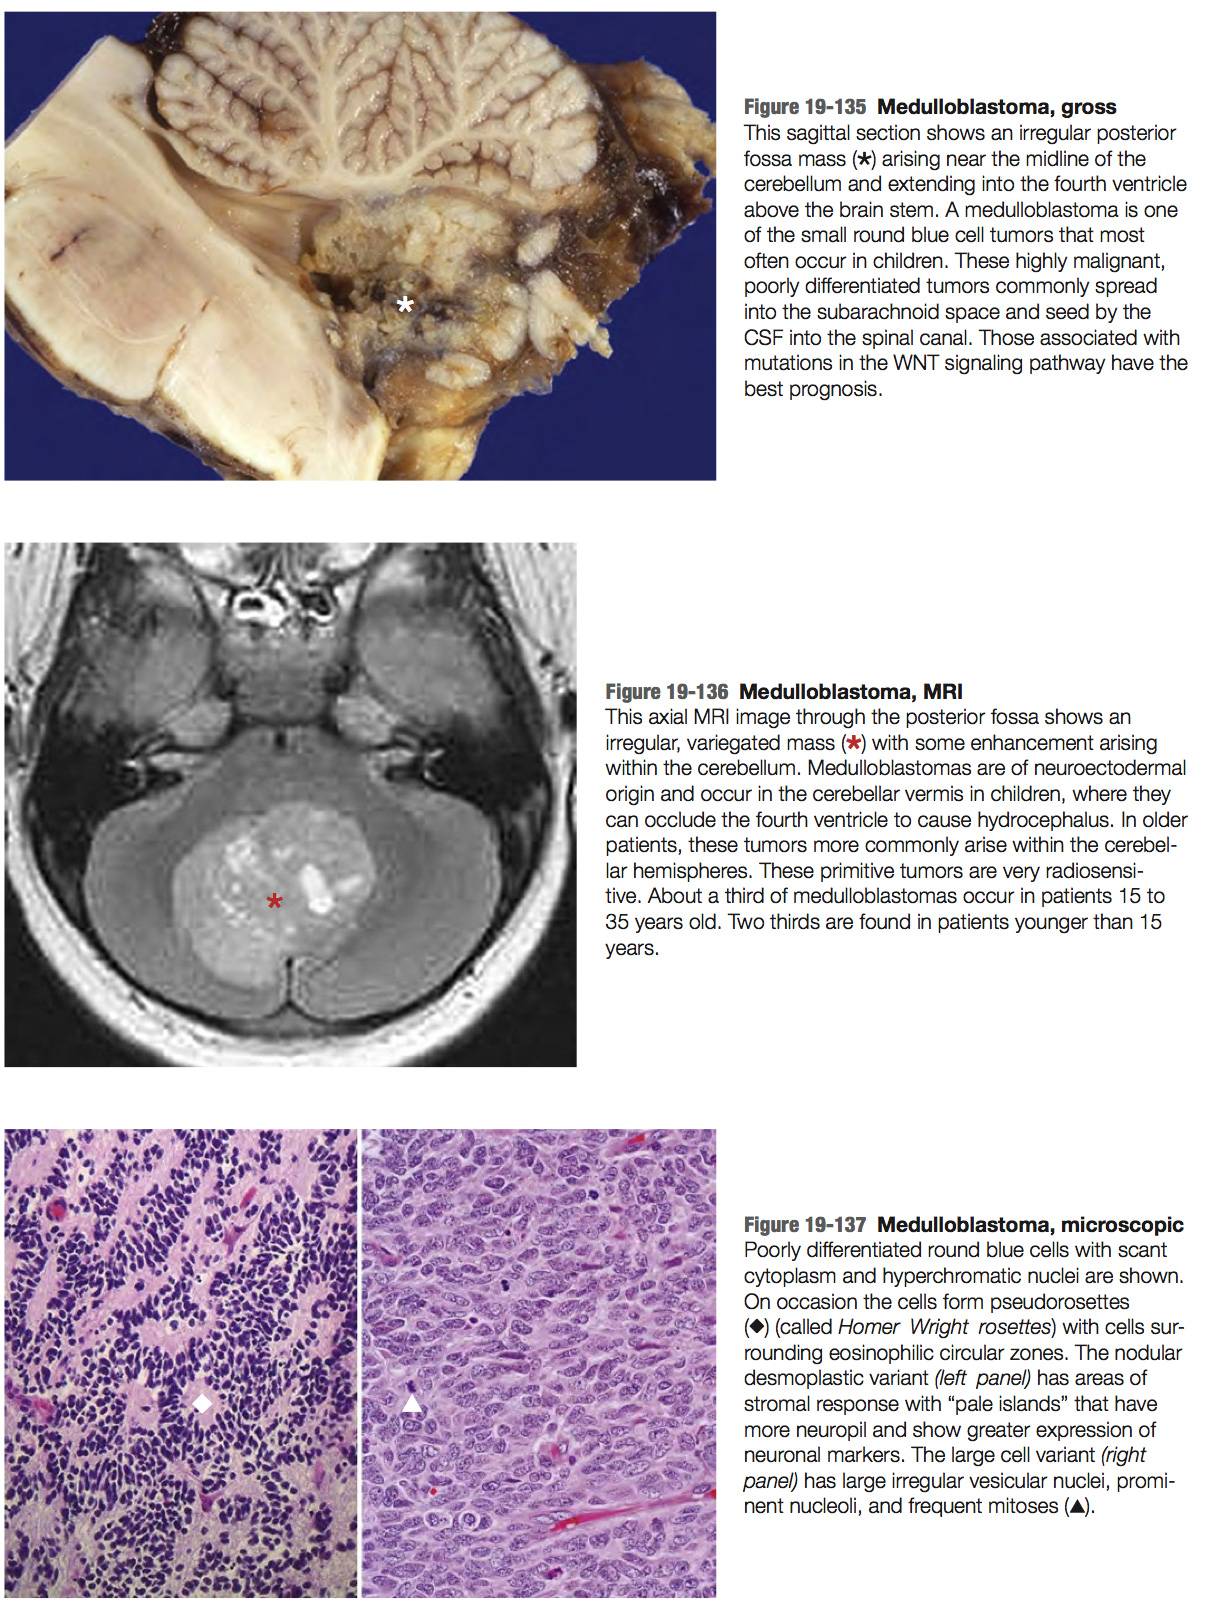 Figure 19-135 Medulloblastoma, gross
This sagittal section shows an irregular posterior
fossa mass (*) arising near the midline of the
cerebellum and extending into the fourth ventricle
above the brain stem. A medulloblastoma is one
of the small round blue cell tumors that most
often occur in children. These highly malignant,
poorly differentiated tumors commonly spread
into the subarachnoid space and seed by the
CSF into the spinal canal. Those associated with
mutations in the WNT signaling pathway have the
best prognosis.
Figure 19-136 Medulloblastoma, MRI
This axial MRI image through the posterior fossa shows an
irregular, variegated mass (*) with some enhancement arising
within the cerebellum. Medulloblastomas are of neuroectodermal
origin and occur in the cerebellar vermis in children, where they
can occlude the fourth ventricle to cause hydrocephalus. In older
patients, these tumors more commonly arise within the cerebel-
lar hemispheres. These primitive tumors are very radiosensi-
tive. About a third of medulloblastomas occur in patients 15 to
35 years old. Two thirds are found in patients younger than 15
years.
Figure 19-137 Medulloblastoma, microscopic
Poorly differentiated round blue cells with scant
cytoplasm and hyperchromatic nuclei are shown.
On occasion the cells form pseudorosettes
(◆) (called Homer Wright rosettes) with cells sur-
rounding eosinophilic circular zones. The nodular
desmoplastic variant (left panel) has areas of
stromal response with “pale islands” that have
more neuropil and show greater expression of
neuronal markers. The large cell variant (right
panel) has large irregular vesicular nuclei, promi-
nent nucleoli, and frequent mitoses (▲).